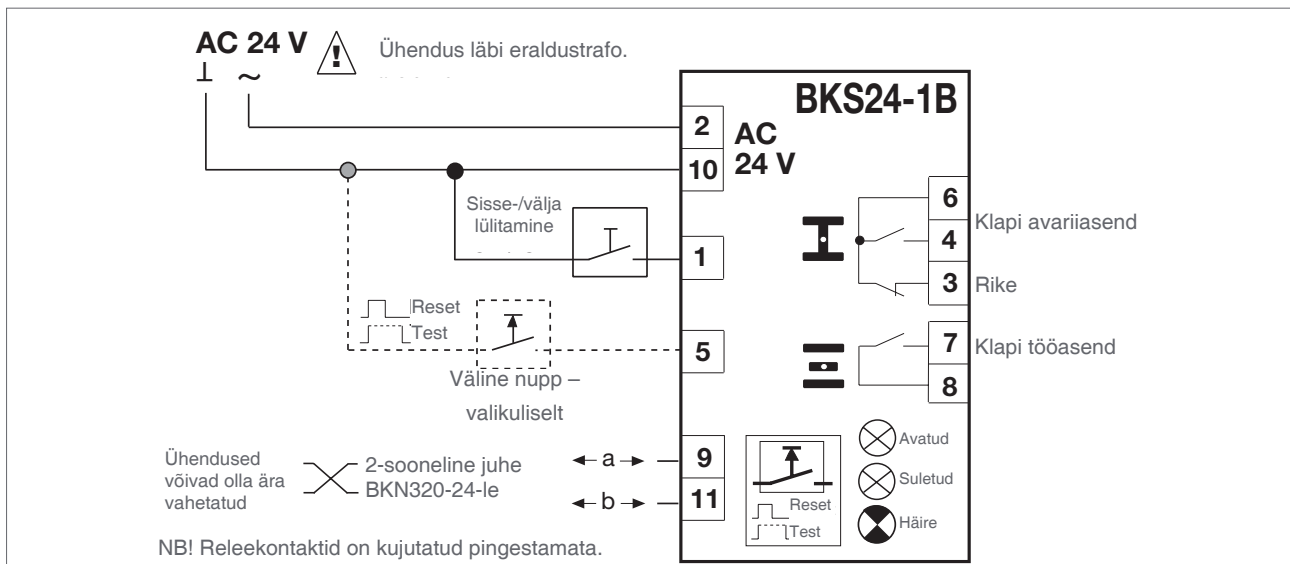 AC 24 V
⊥ ~
!
Ühendus läbi eraldustrafo.
BKS24-1B
2
AC
24 V
10
Sisse-/välja
lülitamine
1
6
Klapi avariiasend
4
3
Rike
Reset
Test
5
Väline nupp –
valikuliselt
7
Klapi tööasend
8
Ühendused
võivad olla ära
vahetatud
2-sooneline juhe
BKN320-24-le
a
9
b
11
Reset
Test
Avatud
Suletud
Häire
NB! Releekontaktid on kujutatud pingestamata.